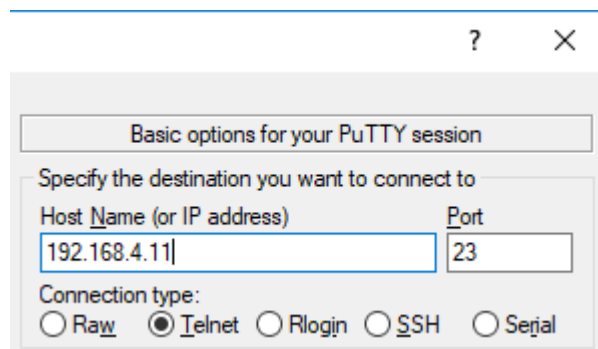 ?
Basic options for your PuTTY session
Specify the destination you want to connect to
Host Name (or IP address) Port
192.168.4.11 23
Connection type:
Raw Telnet Rlogin SSH Serial